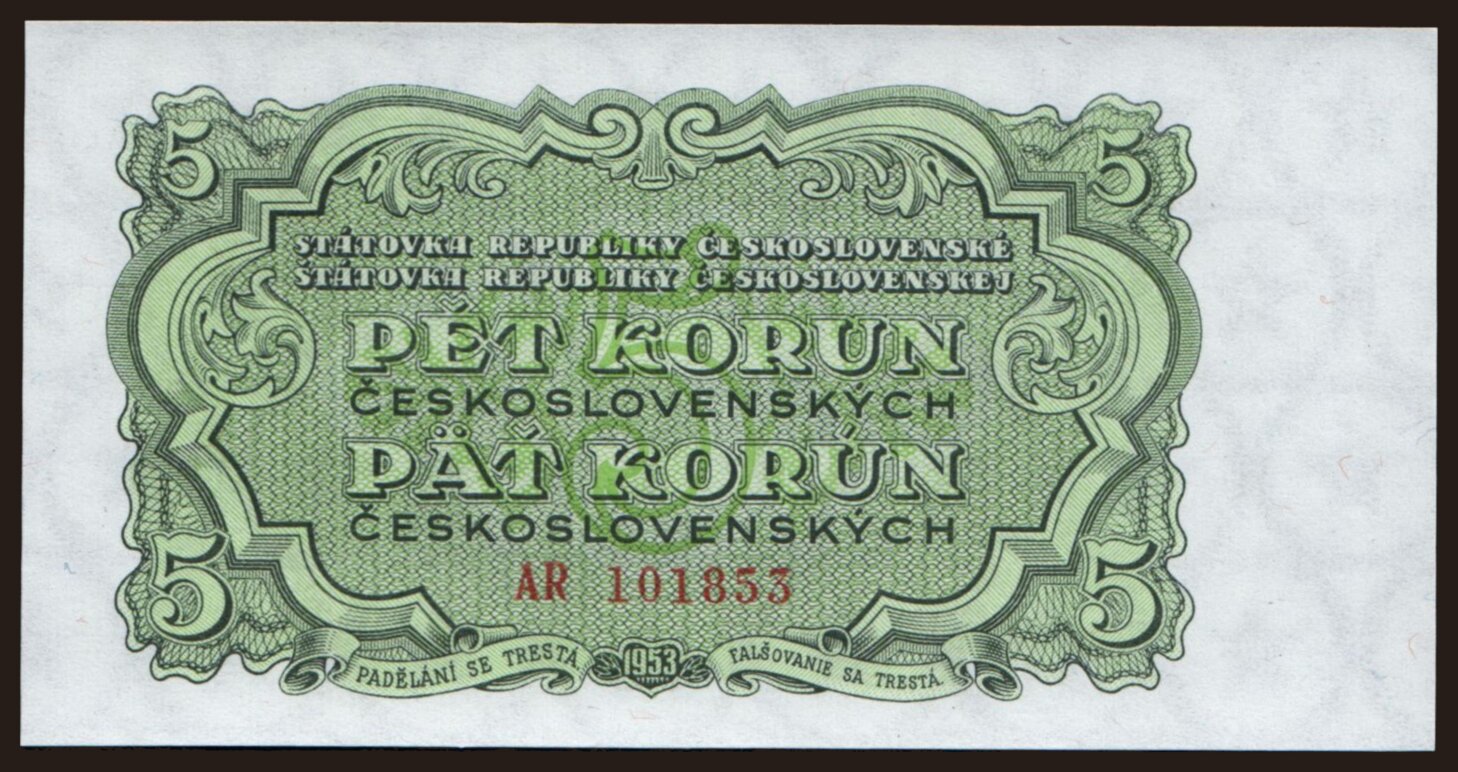 5 5
STÁTOVKA REPUBLIKY ČESKOSLOVENSKÉ
ŠTÁTOVKA REPUBLIKY ČESKOSLOVENSKEJ
PĚT KORUN
ČESKOSLOVENSKÝCH
PÄŤ KORÚN
ČESKOSLOVENSKÝCH
AR 101853
5 5
PADĚLÁNÍ SE TRESTÁ 1953 FALŠOVANIE SA TRESTÁ.